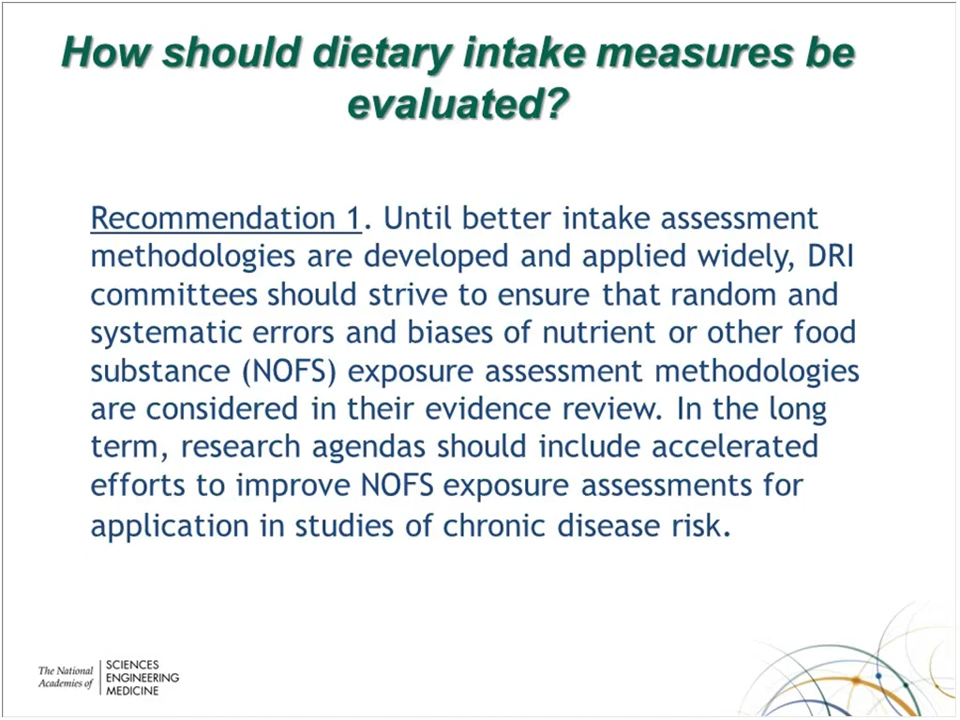 How should dietary intake measures be
evaluated?
Recommendation 1. Until better intake assessment
methodologies are developed and applied widely, DRI
committees should strive to ensure that random and
systematic errors and biases of nutrient or other food
substance (NOFS) exposure assessment methodologies
are considered in their evidence review. In the long
term, research agendas should include accelerated
efforts to improve NOFS exposure assessments for
application in studies of chronic disease risk.
The National
Academies of
SCIENCES
ENGINEERING
MEDICINE